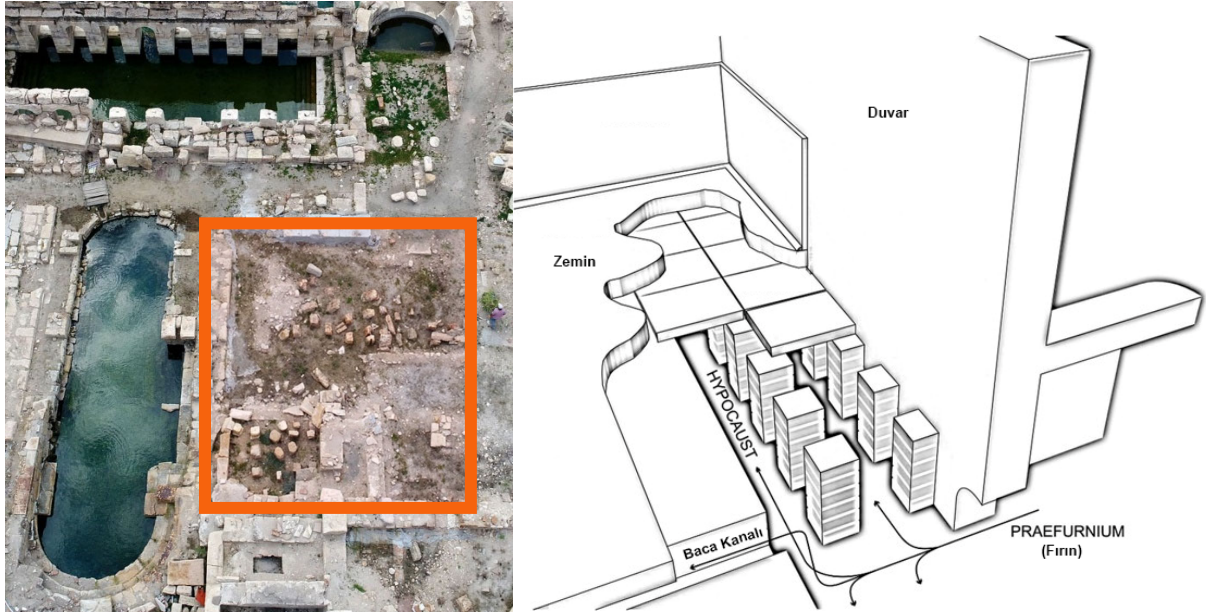 Duvar
Zemin
HYPOCAUST
Baca Kanalı
PRAEFURNIUM
(Fırın)